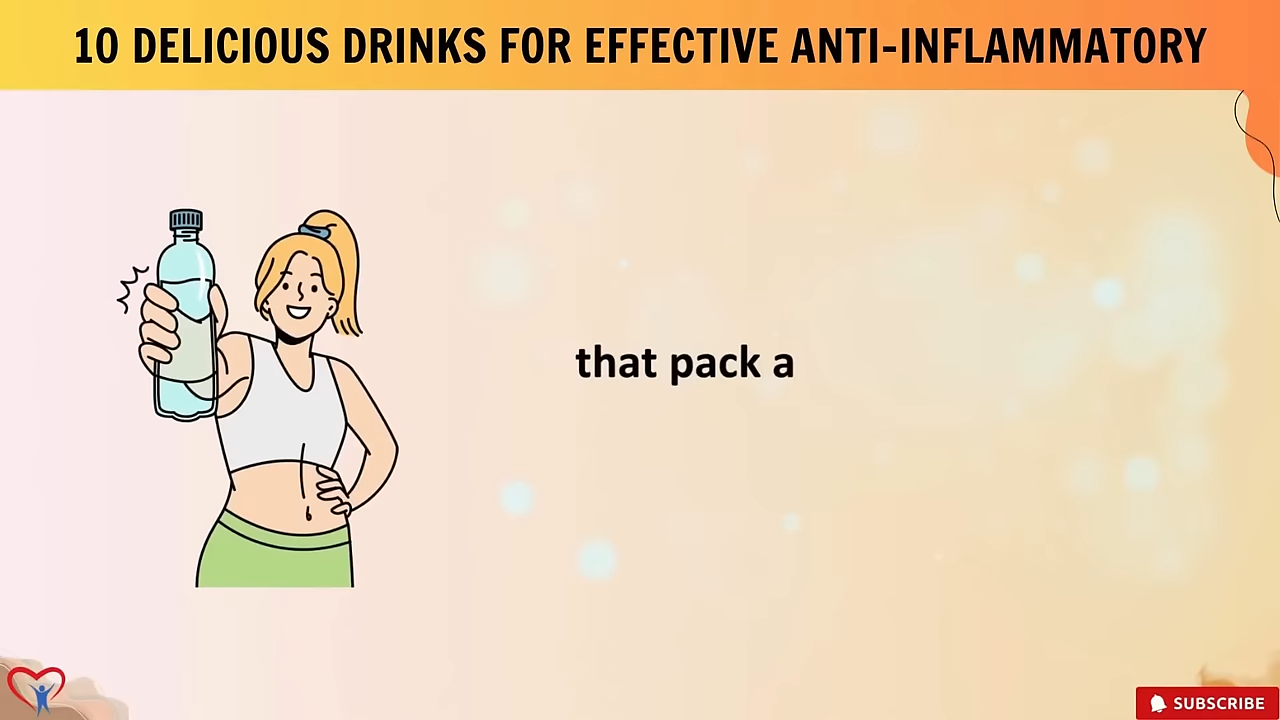 10 DELICIOUS DRINKS FOR EFFECTIVE ANTI-INFLAMMATORY
that pack a
SUBSCRIBE